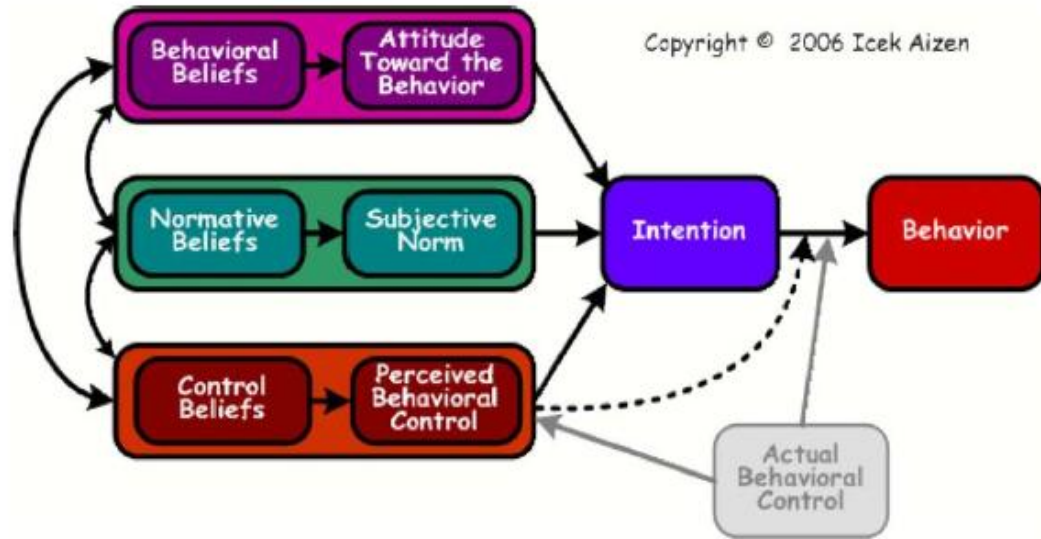 Copyright © 2006 Icek Aizen
Behavioral
Beliefs
Attitude
Toward the
Behavior
Normative
Beliefs
Subjective
Norm
Intention
Behavior
Control
Beliefs
Perceived
Behavioral
Control
Actual
Behavioral
Control